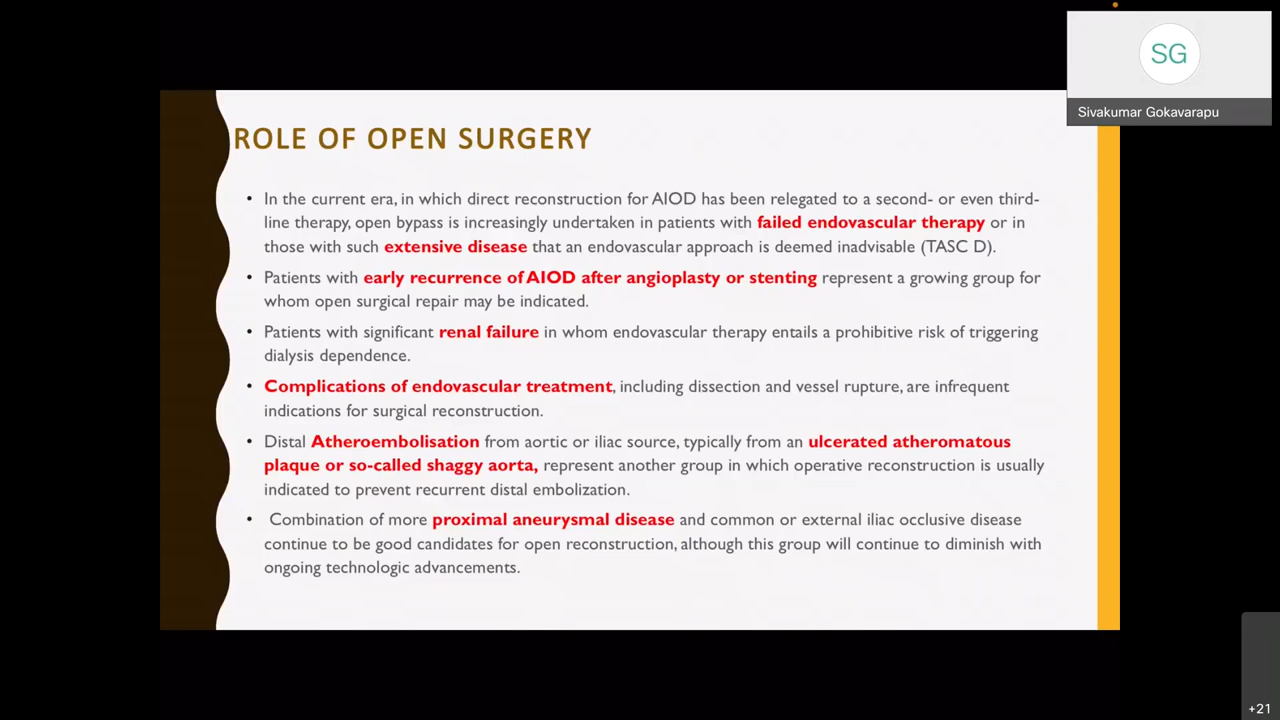 SG
Sivakumar Gokavarapu
ROLE OF OPEN SURGERY
• In the current era, in which direct reconstruction for AIOD has been relegated to a second- or even third-
line therapy, open bypass is increasingly undertaken in patients with failed endovascular therapy or in
those with such extensive disease that an endovascular approach is deemed inadvisable (TASC D).
• Patients with early recurrence of AIOD after angioplasty or stenting represent a growing group for
whom open surgical repair may be indicated.
• Patients with significant renal failure in whom endovascular therapy entails a prohibitive risk of triggering
dialysis dependence.
• Complications of endovascular treatment, including dissection and vessel rupture, are infrequent
indications for surgical reconstruction.
• Distal Atheroembolisation from aortic or iliac source, typically from an ulcerated atheromatous
plaque or so-called shaggy aorta, represent another group in which operative reconstruction is usually
indicated to prevent recurrent distal embolization.
• Combination of more proximal aneurysmal disease and common or external iliac occlusive disease
continue to be good candidates for open reconstruction, although this group will continue to diminish with
ongoing technologic advancements.
+21